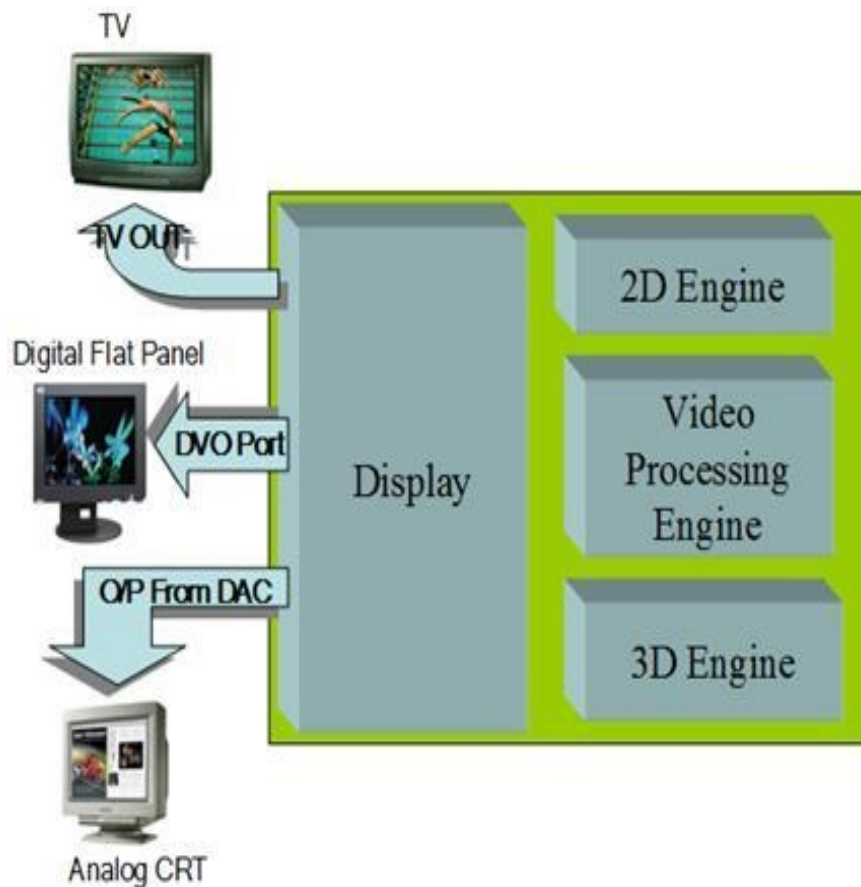 TV
TV OUT
Digital Flat Panel
DVO Port
O/P From DAC
Analog CRT
Display
2D Engine
Video
Processing
Engine
3D Engine